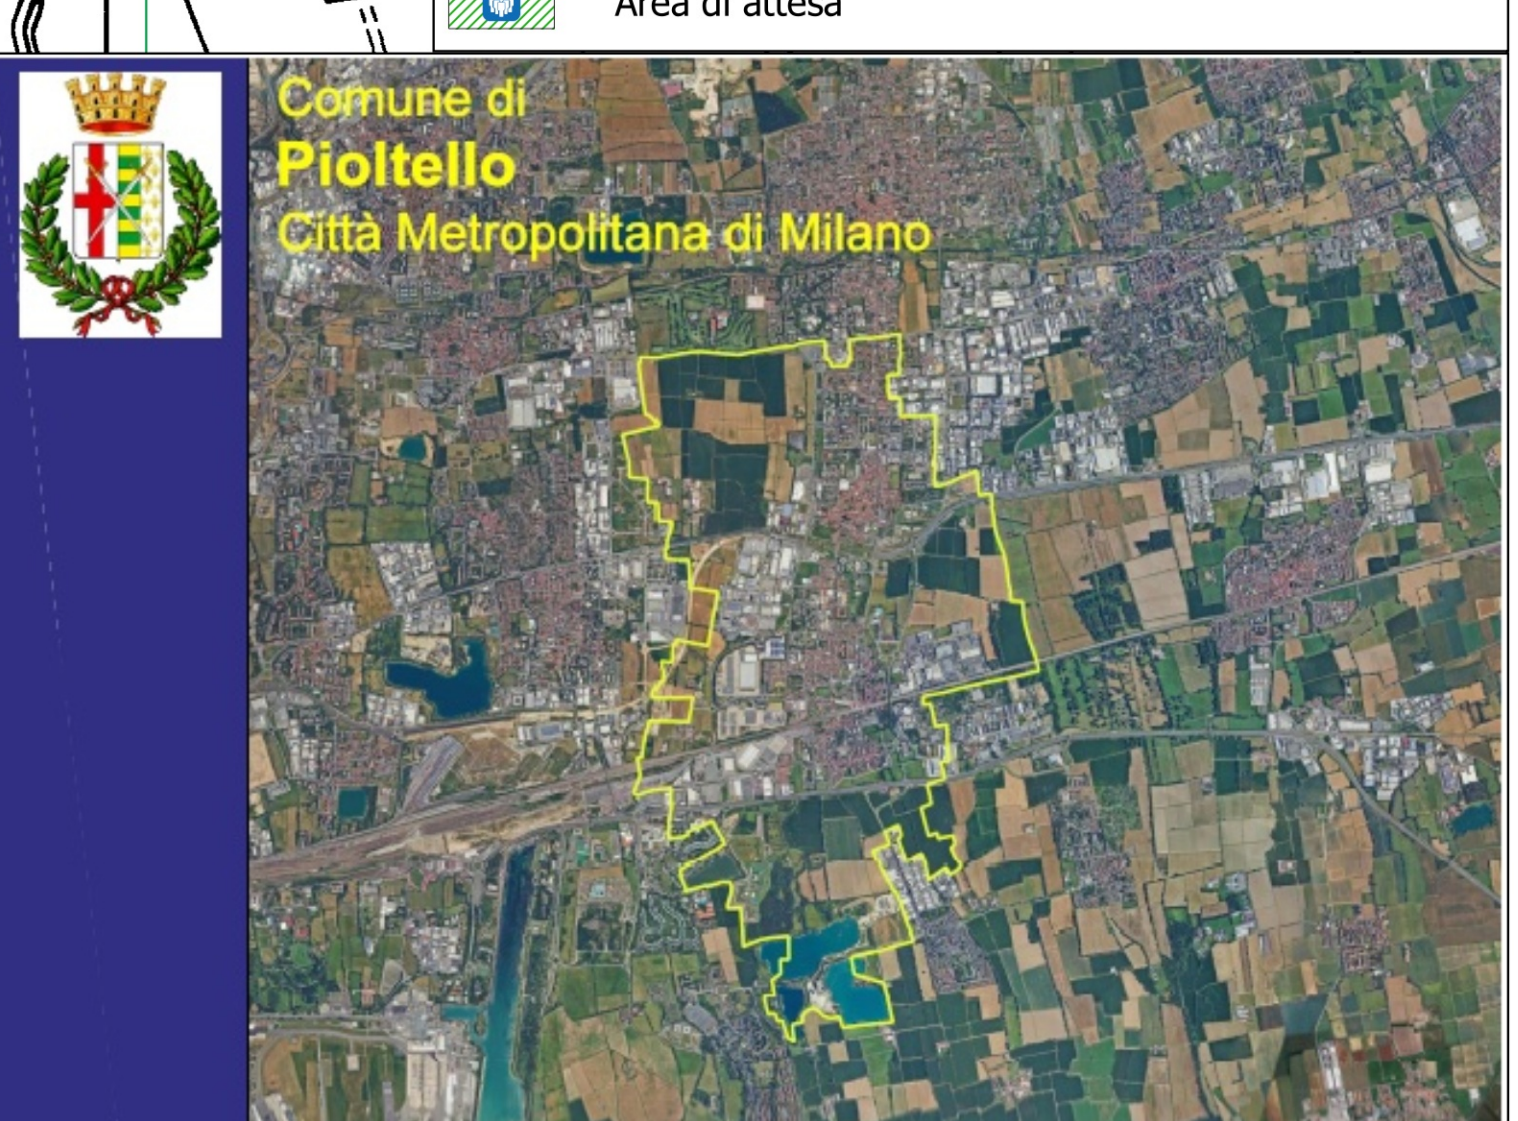 Area di attesa
Comune di
Pioltello
Città Metropolitana di Milano